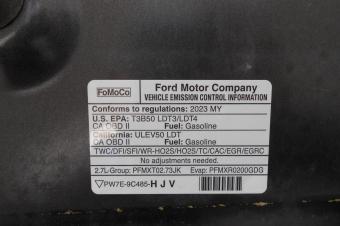 FoMoCo
Ford Motor Company
VEHICLE EMISSION CONTROL INFORMATION
Conforms to regulations: 2023 MY
U.S. EPA: T3B50 LDT3/LDT4
CA OBD II Fuel: Gasoline
California: ULEV50 LDT
CA OBD II Fuel: Gasoline
No adjustments needed.
TWC/DFI/SFI/WR-HO2S/HO2S/TC/CAC/EGR/EGRC
2.7L-Group: PFMXT02.73JK Evap: PFMXR0200GDG
PW7E-9C485-HJV